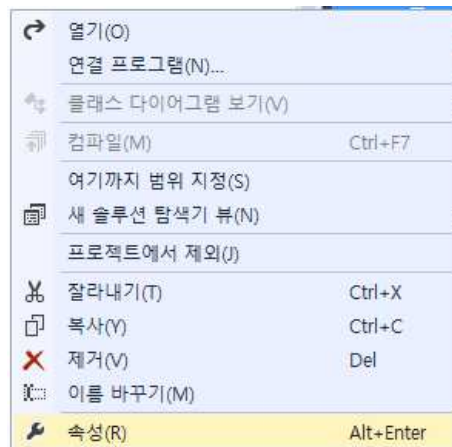 열기(O)
연결 프로그램(N)...
클래스 다이어그램 보기(V)
컴파일(M) Ctrl+F7
여기까지 범위 지정(S)
새 솔루션 탐색기 뷰(N)
프로젝트에서 제외(J)
잘라내기(T) Ctrl+X
복사(Y) Ctrl+C
제거(V) Del
이름 바꾸기(M)
속성(R) Alt+Enter